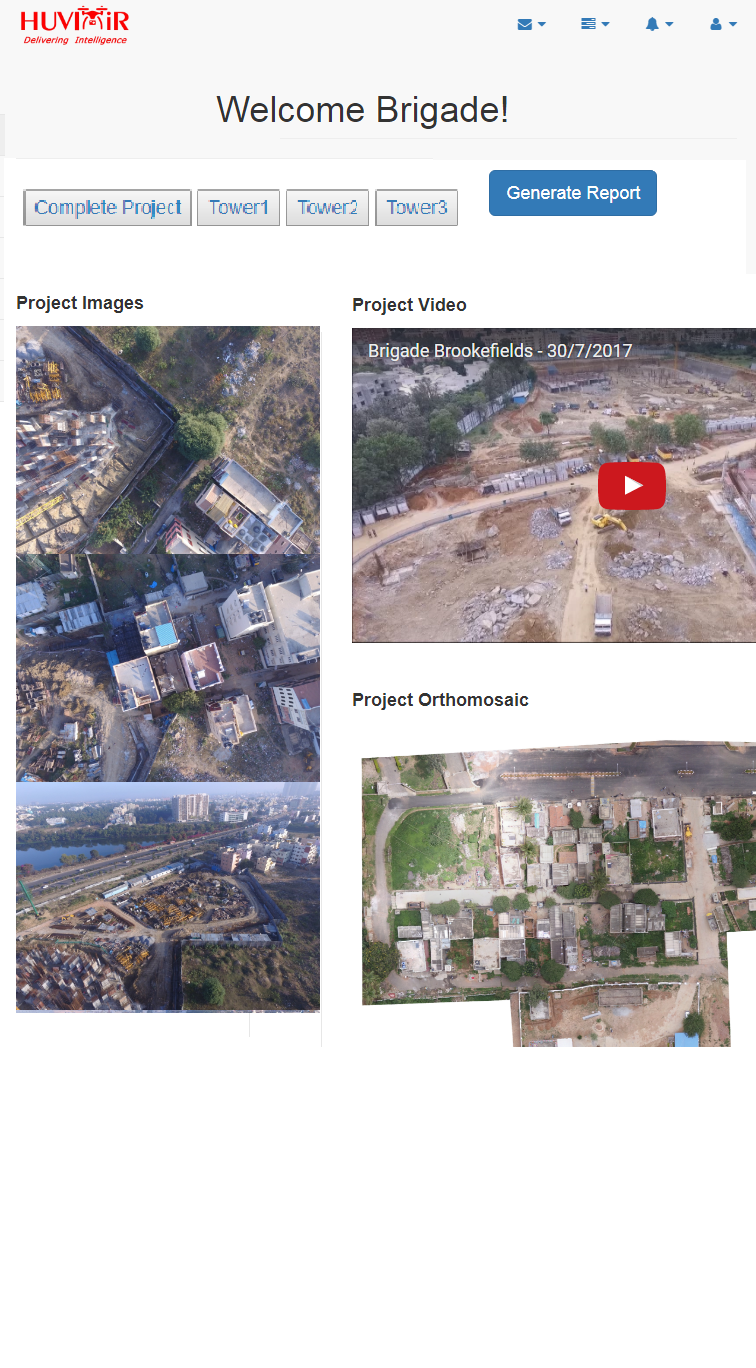 HUVIAiR
Delivering Intelligence
Welcome Brigade!
Complete Project Tower1 Tower2 Tower3 Generate Report
Project Images
Project Video
Brigade Brookefields - 30/7/2017
Project Orthomosaic